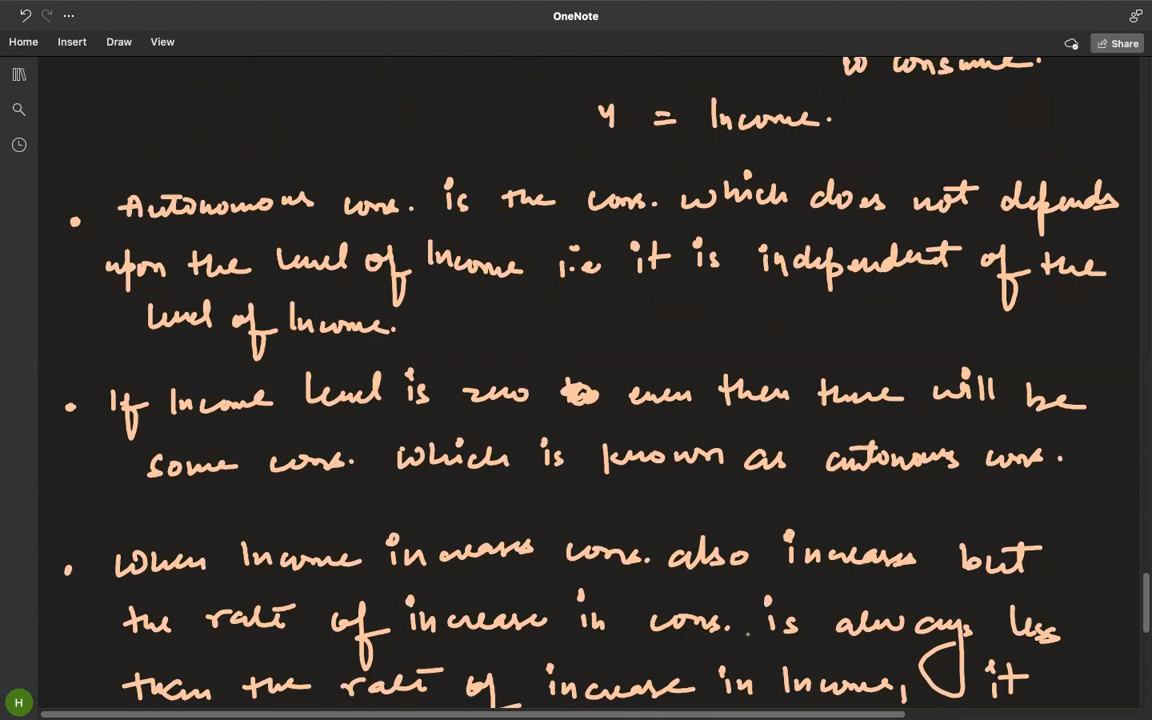 OneNote
Home Insert Draw View Share
to consume.
Y = Income.
• Autonomous cons. is the cons. which does not depends
upon the level of Income i.e it is independent of the
level of Income.
• If Income level is zero even then there will be
some cons. which is known as autonous cons.
• When Income increases cons. also increases but
the rate of increase in cons. is always less
than the rate of increase in Income, it
H